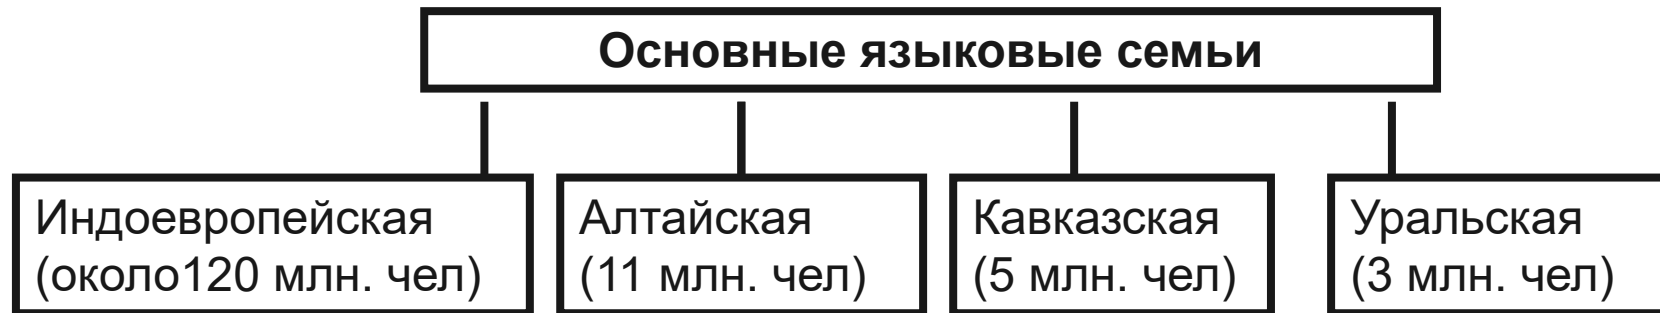 Основные языковые семьи
Индоевропейская
(около120 млн. чел)
Алтайская
(11 млн. чел)
Кавказская
(5 млн. чел)
Уральская
(3 млн. чел)